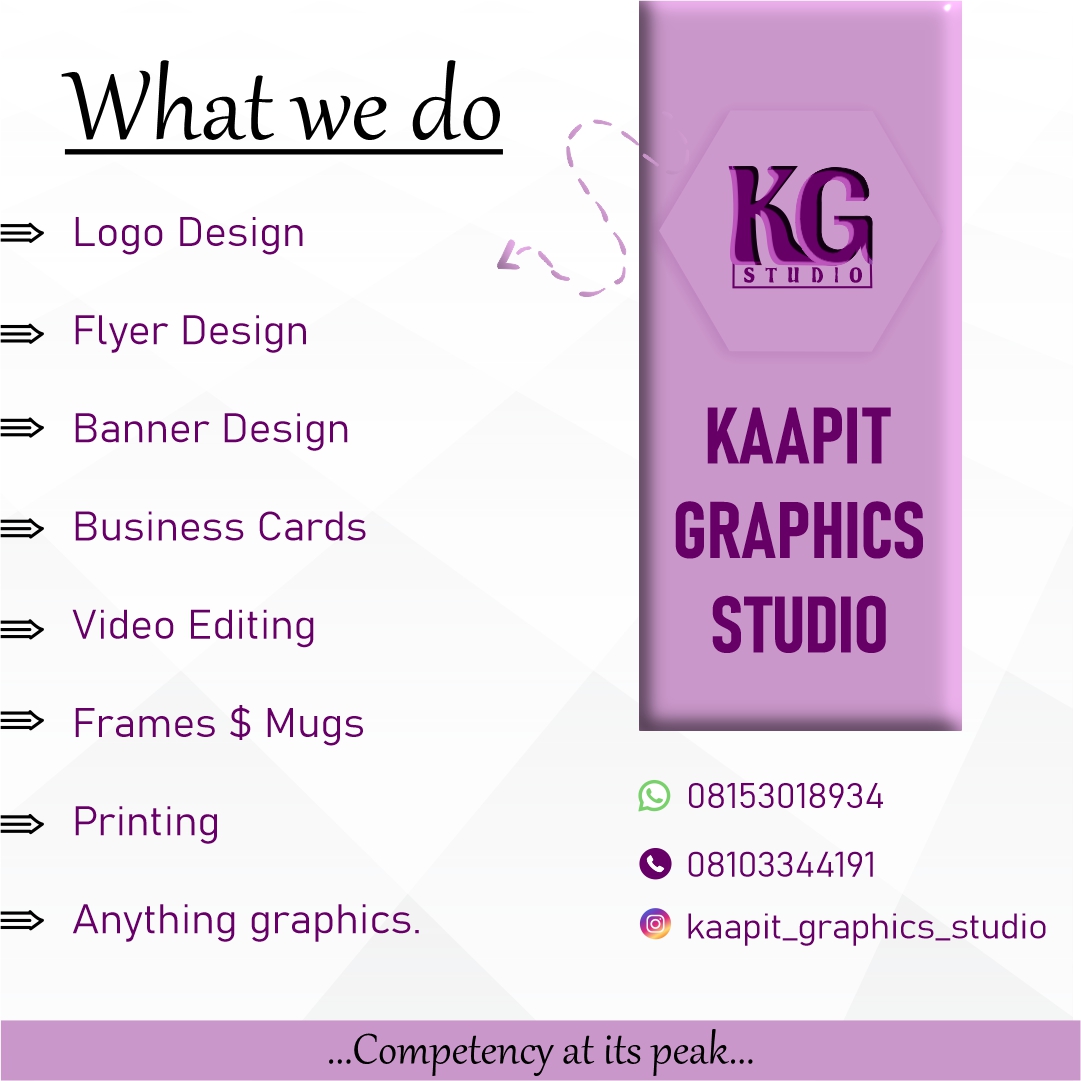 What we do
Logo Design
Flyer Design
Banner Design
Business Cards
Video Editing
Frames $ Mugs
Printing
Anything graphics.
KG
STUDIO
KAAPIT
GRAPHICS
STUDIO
08153018934
08103344191
kaapit_graphics_studio
...Competency at its peak...